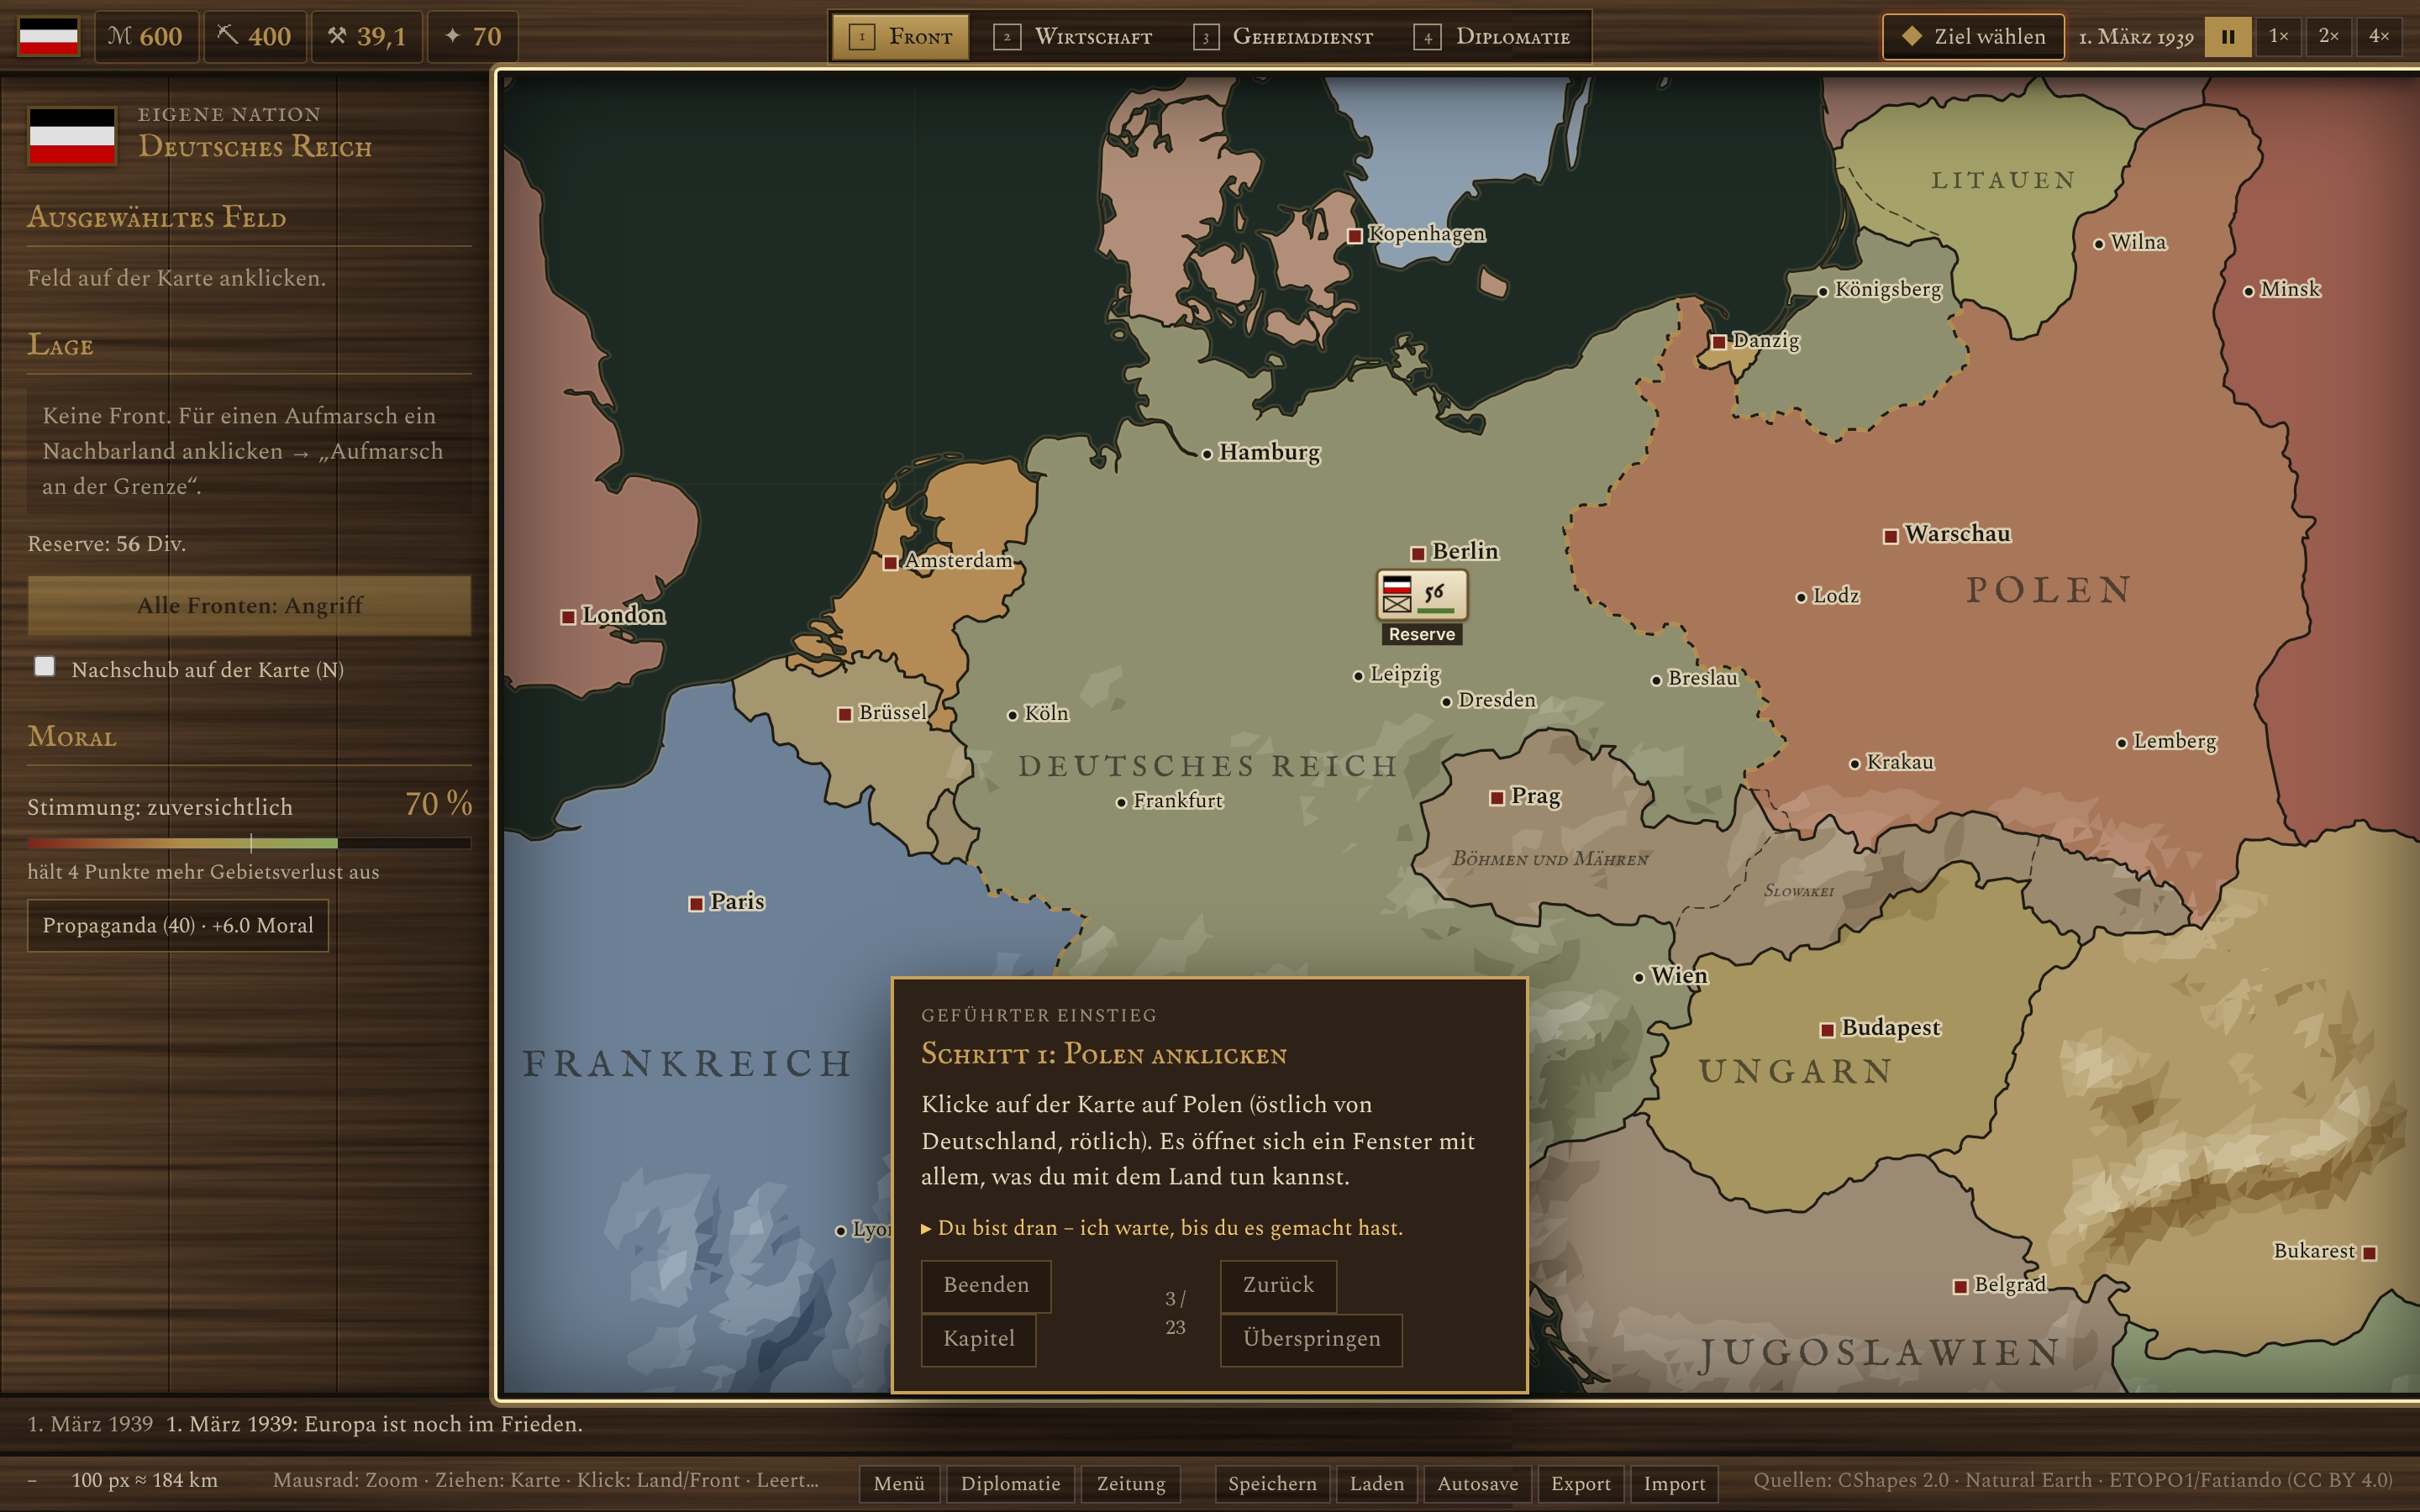 600
400
39,1
70
1 Front
2 Wirtschaft
3 Geheimdienst
4 Diplomatie
Ziel wählen
1. März 1939
1×
2×
4×
Eigene Nation
Deutsches Reich
Ausgewähltes Feld
Feld auf der Karte anklicken.
Lage
Keine Front. Für einen Aufmarsch ein
Nachbarland anklicken → „Aufmarsch
an der Grenze“.
Reserve: 56 Div.
Alle Fronten: Angriff
Nachschub auf der Karte (N)
Moral
Stimmung: zuversichtlich
70 %
hält 4 Punkte mehr Gebietsverlust aus
Propaganda (40) · +6.0 Moral
LITAUEN
Kopenhagen
Wilna
Königsberg
Minsk
Danzig
Hamburg
Warschau
Berlin
Amsterdam
POLEN
56
Lodz
London
Reserve
Leipzig
Breslau
Dresden
Brüssel
Köln
Lemberg
DEUTSCHES REICH
Krakau
Frankfurt
Prag
Böhmen und Mähren
Slowakei
Paris
Wien
Budapest
FRANKREICH
UNGARN
Lyon
Bukarest
Belgrad
JUGOSLAWIEN
GEFÜHRTER EINSTIEG
Schritt 1: Polen anklicken
Klicke auf der Karte auf Polen (östlich von
Deutschland, rötlich). Es öffnet sich ein Fenster mit
allem, was du mit dem Land tun kannst.
▸ Du bist dran – ich warte, bis du es gemacht hast.
Beenden
Kapitel
3 /
23
Zurück
Überspringen
1. März 1939 1. März 1939: Europa ist noch im Frieden.
–
100 px ≈ 184 km
Mausrad: Zoom · Ziehen: Karte · Klick: Land/Front · Leert…
Menü
Diplomatie
Zeitung
Speichern
Laden
Autosave
Export
Import
Quellen: CShapes 2.0 · Natural Earth · ETOPO1/Fatiando (CC BY 4.0)